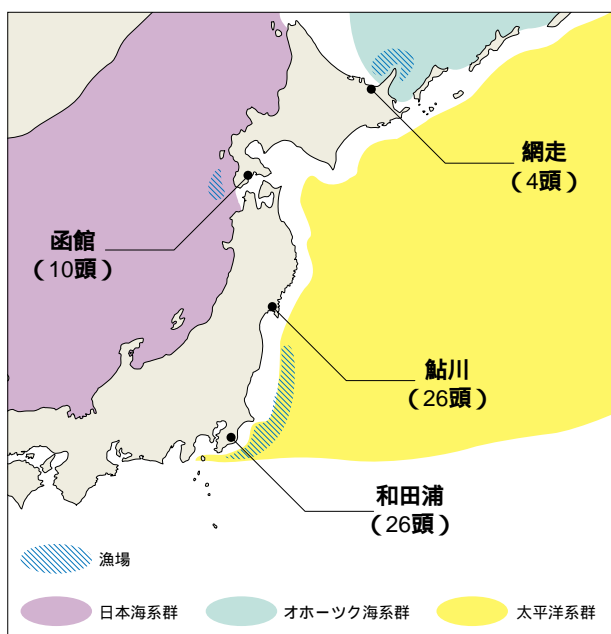 網走
（4頭）
函館
（10頭）
鮎川
（26頭）
和田浦
（26頭）
漁場
日本海系群
オホーツク海系群
太平洋系群